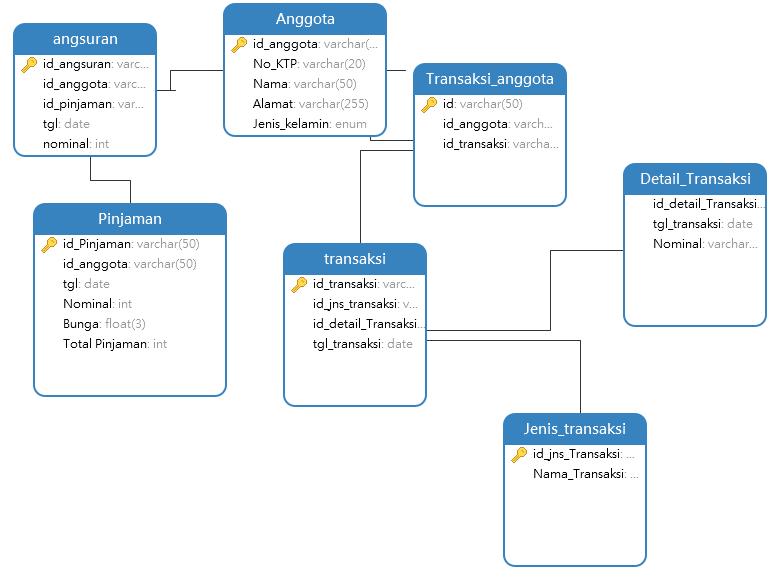 angsuran
id_angsuran: varc...
id_anggota: varc...
id_pinjaman: var...
tgl: date
nominal: int
Anggota
id_anggota: varchar(...
No_KTP: varchar(20)
Nama: varchar(50)
Alamat: varchar(255)
Jenis_kelamin: enum
Transaksi_anggota
id: varchar(50)
id_anggota: varch...
id_transaksi: varcha...
Detail_Transaksi
id_detail_Transaksi...
tgl_transaksi: date
Nominal: varchar...
Pinjaman
id_Pinjaman: varchar(50)
id_anggota: varchar(50)
tgl: date
Nominal: int
Bunga: float(3)
Total Pinjaman: int
transaksi
id_transaksi: varc...
id_jns_transaksi: v...
id_detail_Transaksi...
tgl_transaksi: date
Jenis_transaksi
id_jns_Transaksi: ...
Nama_Transaksi: ...